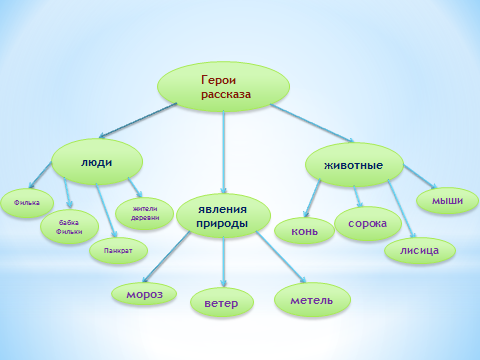 Герои
рассказа
люди
животные
явления
природы
Филька
бабка
Фильки
Панкрат
жители
деревни
конь
сорока
лисица
мыши
мороз
ветер
метель